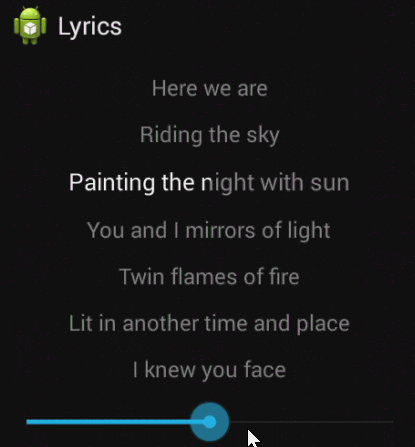 Lyrics
Here we are
Riding the sky
Painting the night with sun
You and I mirrors of light
Twin flames of fire
Lit in another time and place
I knew you face